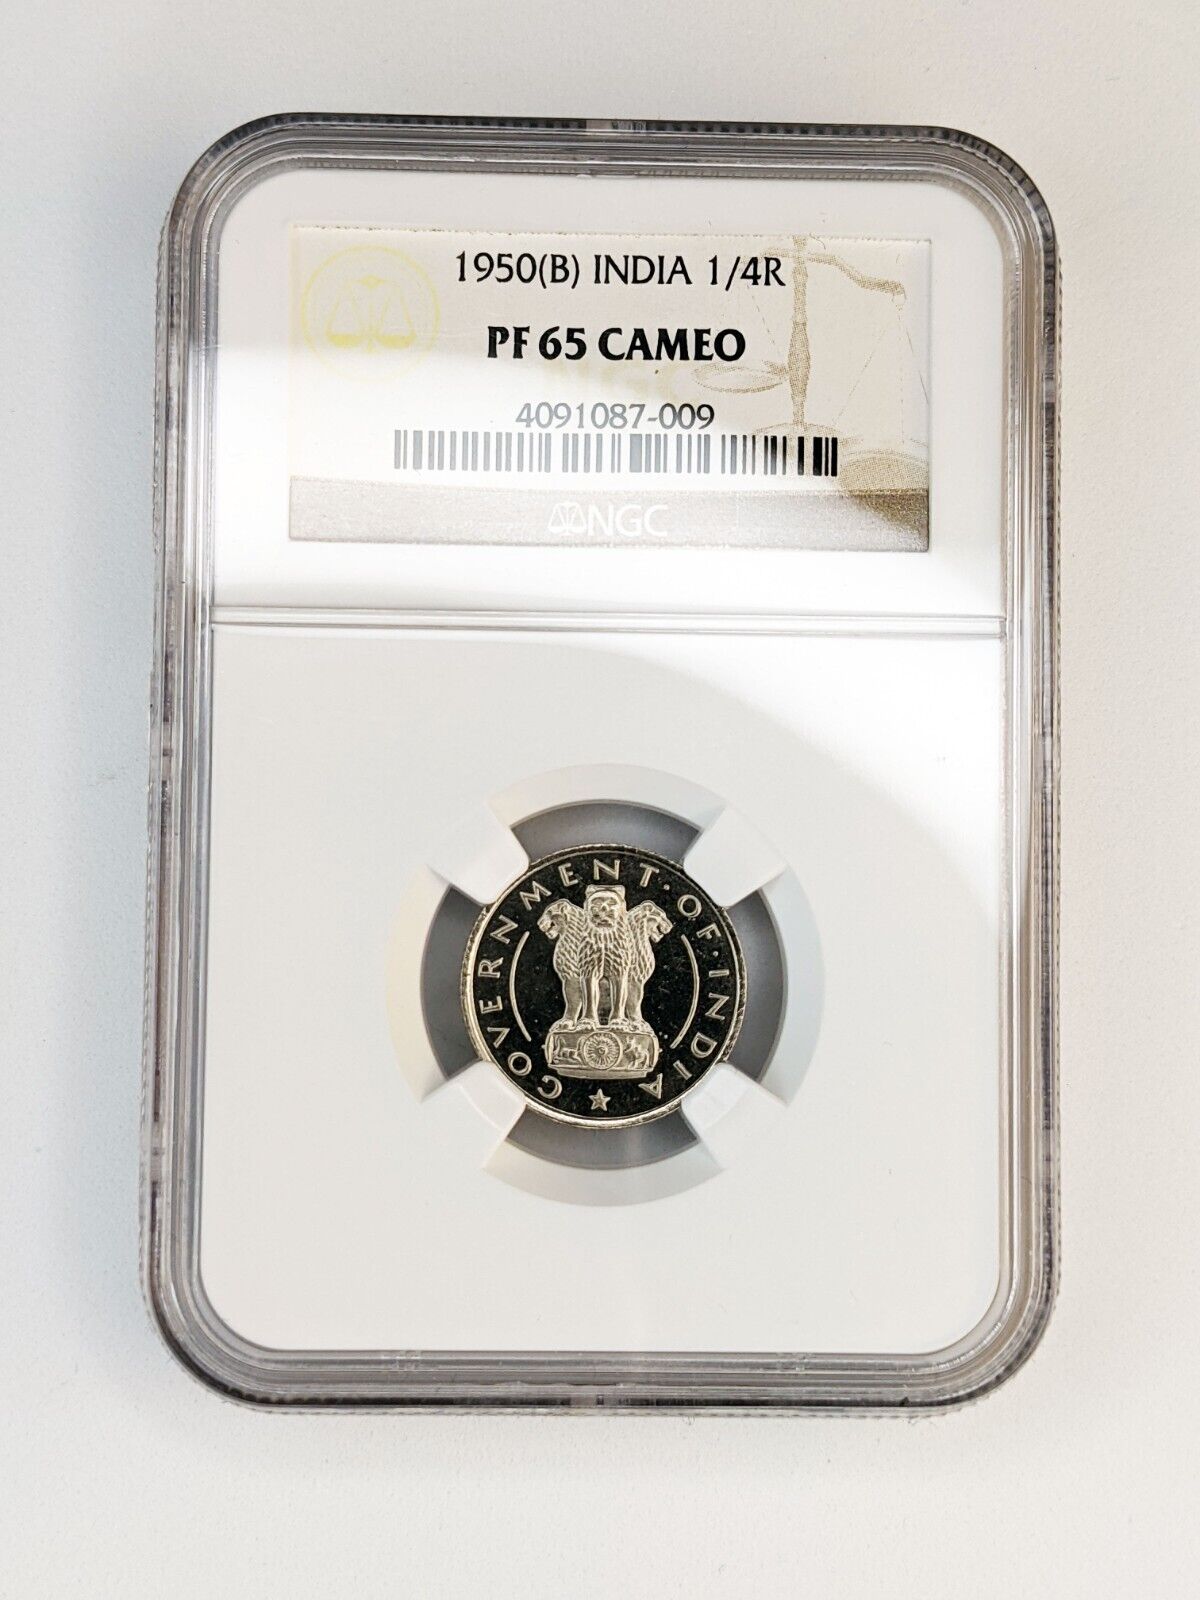 1950(B) INDIA 1/4R
PF 65 CAMEO
4091087-009
NGC
GOVERNMENT · OF · INDIA